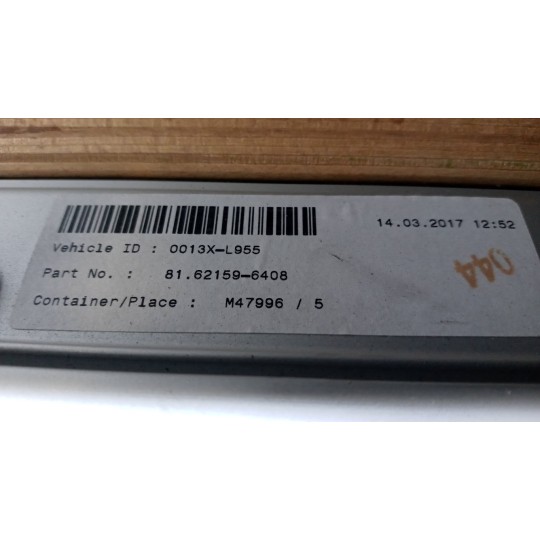 14.03.2017 12:52
Vehicle ID : 0013X-L955
Part No. : 81.62159-6408
Container/Place : M47996 / 5
044